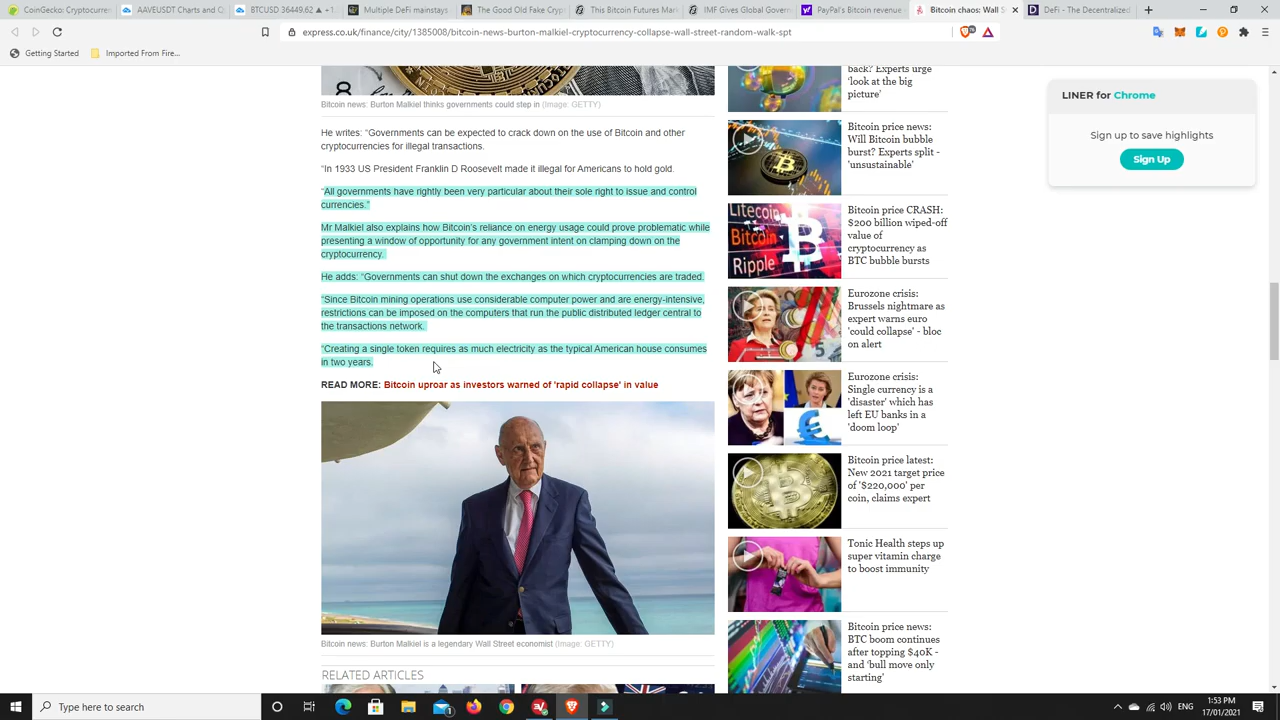 CoinGecko: Cryptocurren
AAVEUSDT Charts and Q
BTCUSD 36449.62 ▲ +1.
Multiple DeFi mainstays
The Good Old Fake Cryp
Ethereum (ETH) Futures
IMF Gives Global Govern
PayPal's Bitcoin Revenue
Bitcoin chaos: Wall S
DeFi - The Decentralized
express.co.uk/finance/city/1385008/bitcoin-news-burton-malkiel-cryptocurrency-collapse-wall-street-random-walk-spt
Getting Started
Imported From Fire...
Bitcoin news: Burton Malkiel thinks governments could step in (Image: GETTY)
He writes: “Governments can be expected to crack down on the use of Bitcoin and other
cryptocurrencies for illegal transactions.
“In 1933 US President Franklin D Roosevelt made it illegal for Americans to hold gold.
“All governments have rightly been very particular about their sole right to issue and control
currencies.”
Mr Malkiel also explains how Bitcoin's reliance on energy usage could prove problematic while
presenting a window of opportunity for any government intent on clamping down on the
cryptocurrency.
He adds: “Governments can shut down the exchanges on which cryptocurrencies are traded.
“Since Bitcoin mining operations use considerable computer power and are energy-intensive,
restrictions can be imposed on the computers that run the public distributed ledger central to
the transactions network.
“Creating a single token requires as much electricity as the typical American house consumes
in two years.
READ MORE: Bitcoin uproar as investors warned of 'rapid collapse' in value
Bitcoin news: Burton Malkiel is a legendary Wall Street economist (Image: GETTY)
RELATED ARTICLES
back? Experts urge
'look at the big
picture'
Bitcoin price news:
Will Bitcoin bubble
burst? Experts split -
'unsustainable'
Litecoin
Bitcoin
Ripple
Bitcoin price CRASH:
$200 billion wiped-off
value of
cryptocurrency as
BTC bubble bursts
Eurozone crisis:
Brussels nightmare as
expert warns euro
'could collapse' - bloc
on alert
Eurozone crisis:
Single currency is a
'disaster' which has
left EU banks in a
'doom loop'
Bitcoin price latest:
New 2021 target price
of '$220,000' per
coin, claims expert
Tonic Health steps up
super vitamin charge
to boost immunity
Bitcoin price news:
BTC boom continues
after topping $40K -
and 'bull move only
starting'
LINER for Chrome
Sign up to save highlights
Sign Up
Type here to search
ENG
1:53 PM
17/01/2021